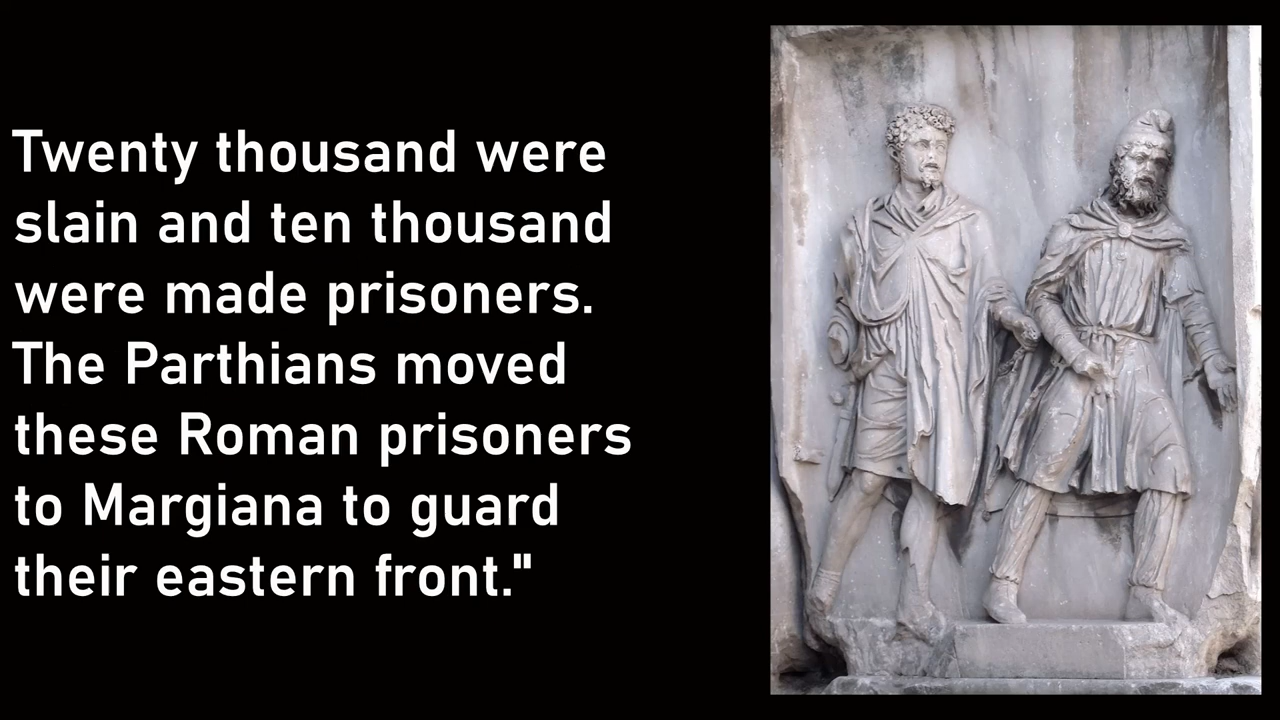 Twenty thousand were
slain and ten thousand
were made prisoners.
The Parthians moved
these Roman prisoners
to Margiana to guard
their eastern front."